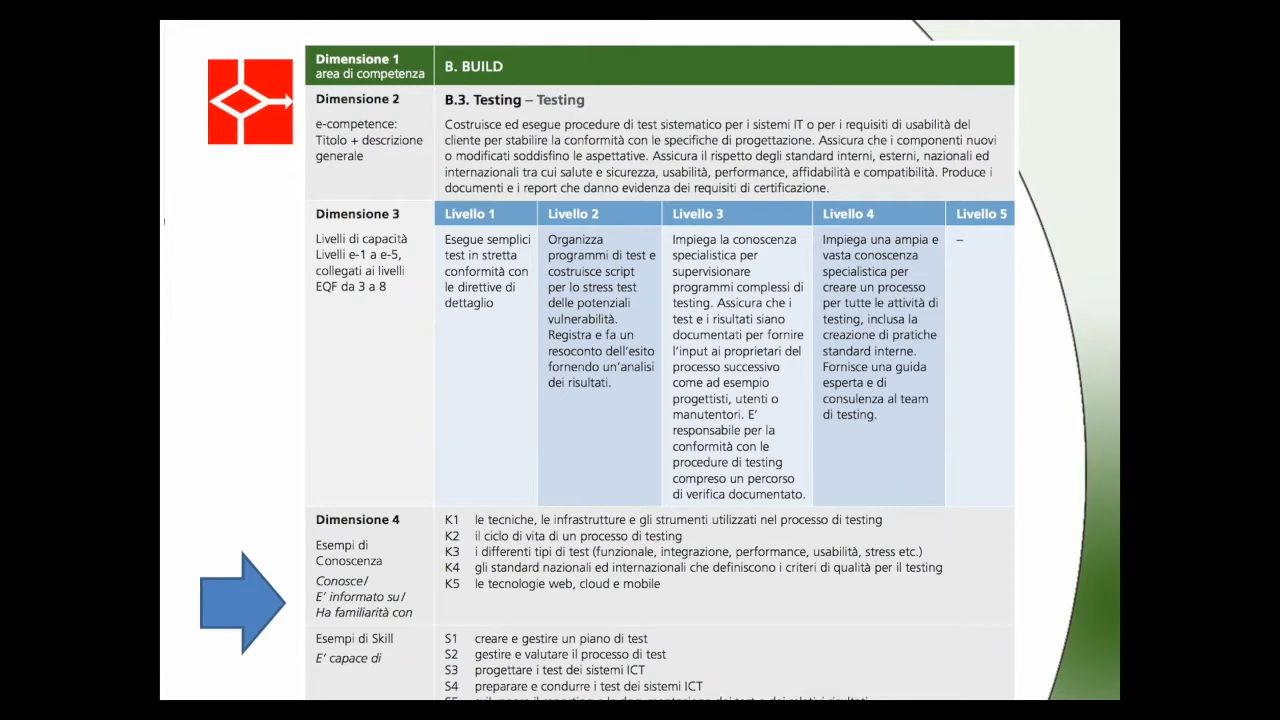 Dimensione 1
area di competenza
B. BUILD
Dimensione 2
e-competence:
Titolo + descrizione
generale
B.3. Testing – Testing
Costruisce ed esegue procedure di test sistematico per i sistemi IT o per i requisiti di usabilità del
cliente per stabilire la conformità con le specifiche di progettazione. Assicura che i componenti nuovi
o modificati soddisfino le aspettative. Assicura il rispetto degli standard interni, esterni, nazionali ed
internazionali tra cui salute e sicurezza, usabilità, performance, affidabilità e compatibilità. Produce i
documenti e i report che danno evidenza dei requisiti di certificazione.
Dimensione 3
Livelli di capacità
Livelli e-1 a e-5,
collegati ai livelli
EQF da 3 a 8
Livello 1
Esegue semplici
test in stretta
conformità con
le direttive di
dettaglio
Livello 2
Organizza
programmi di test e
costruisce script
per lo stress test
delle potenziali
vulnerabilità.
Registra e fa un
resoconto dell'esito
fornendo un'analisi
dei risultati.
Livello 3
Impiega la conoscenza
specialistica per
supervisionare
programmi complessi di
testing. Assicura che i
test e i risultati siano
documentati per fornire
l'input ai proprietari del
processo successivo
come ad esempio
progettisti, utenti o
manutentori. E'
responsabile per la
conformità con le
procedure di testing
compreso un percorso
di verifica documentato.
Livello 4
Impiega una ampia e
vasta conoscenza
specialistica per
creare un processo
per tutte le attività di
testing, inclusa la
creazione di pratiche
standard interne.
Fornisce una guida
esperta e di
consulenza al team
di testing.
Livello 5
–
Dimensione 4
Esempi di
Conoscenza
Conosce/
E' informato su/
Ha familiarità con
K1 le tecniche, le infrastrutture e gli strumenti utilizzati nel processo di testing
K2 il ciclo di vita di un processo di testing
K3 i differenti tipi di test (funzionale, integrazione, performance, usabilità, stress etc.)
K4 gli standard nazionali ed internazionali che definiscono i criteri di qualità per il testing
K5 le tecnologie web, cloud e mobile
Esempi di Skill
E' capace di
S1 creare e gestire un piano di test
S2 gestire e valutare il processo di test
S3 progettare i test dei sistemi ICT
S4 preparare e condurre i test dei sistemi ICT